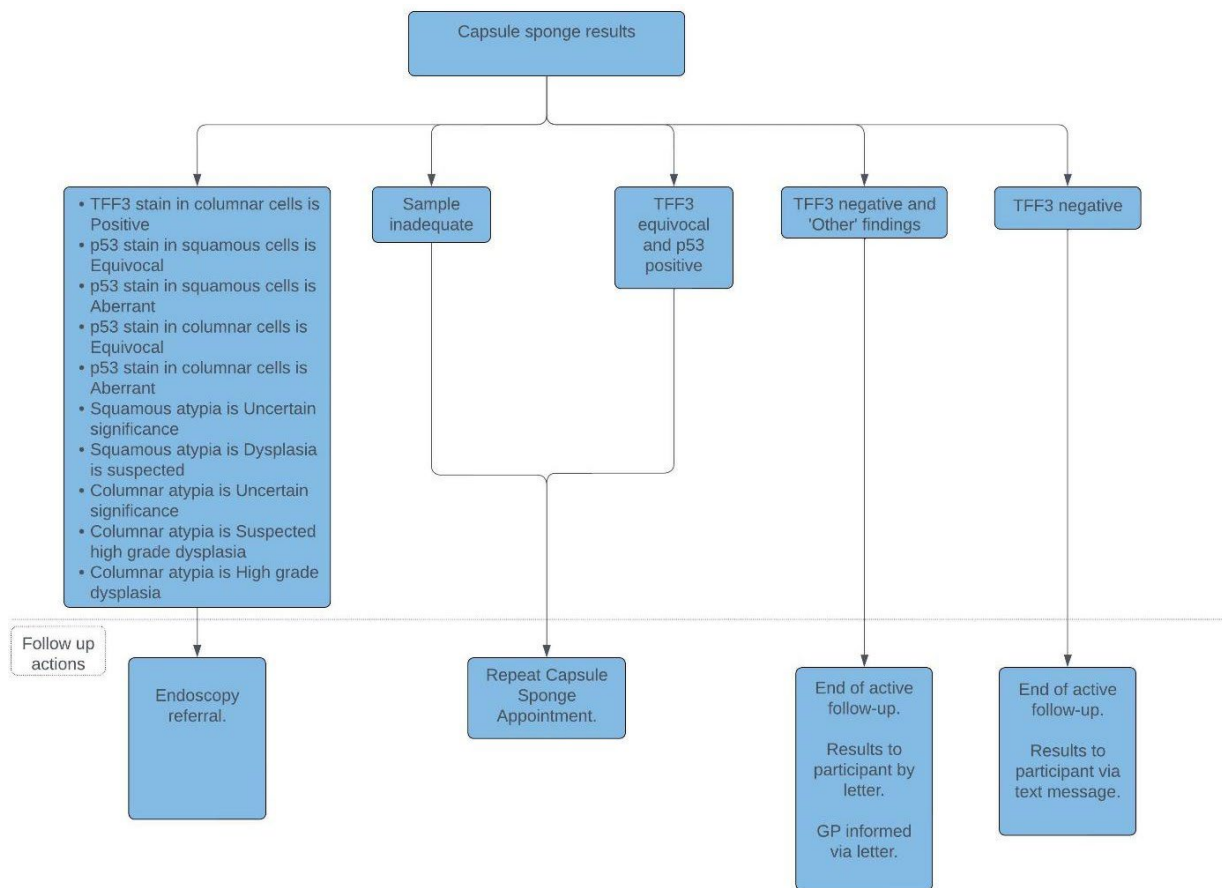 Capsule sponge results
• TFF3 stain in columnar cells is
Positive
• p53 stain in squamous cells is
Equivocal
• p53 stain in squamous cells is
Aberrant
• p53 stain in columnar cells is
Equivocal
• p53 stain in columnar cells is
Aberrant
• Squamous atypia is Uncertain
significance
• Squamous atypia is Dysplasia
is suspected
• Columnar atypia is Uncertain
significance
• Columnar atypia is Suspected
high grade dysplasia
• Columnar atypia is High grade
dysplasia
Sample
inadequate
TFF3
equivocal
and p53
positive
TFF3 negative and
'Other' findings
TFF3 negative
Follow up
actions
Endoscopy
referral.
Repeat Capsule
Sponge
Appointment.
End of active
follow-up.
Results to
participant by
letter.
GP informed
via letter.
End of active
follow-up.
Results to
participant via
text message.